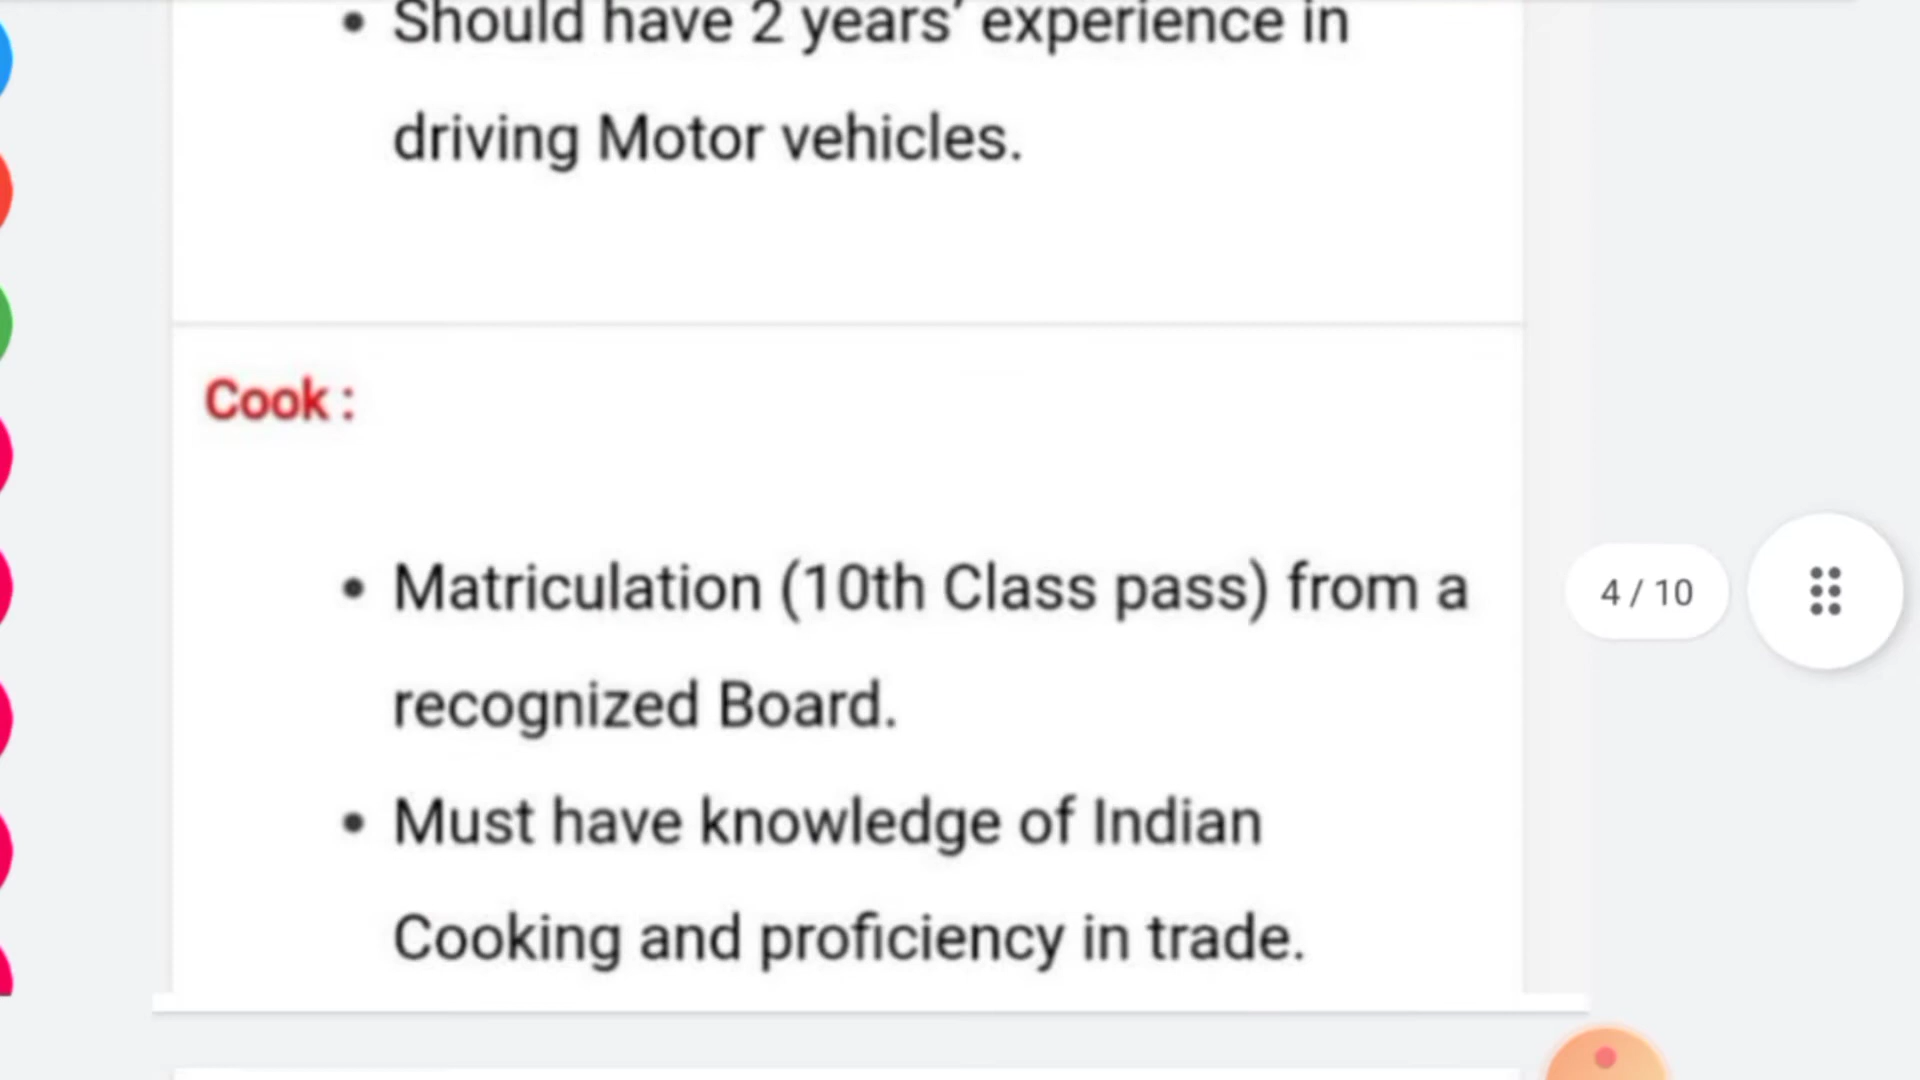 • Should have 2 years’ experience in
driving Motor vehicles.
Cook :
• Matriculation (10th Class pass) from a
recognized Board.
• Must have knowledge of Indian
Cooking and proficiency in trade.
4 / 10